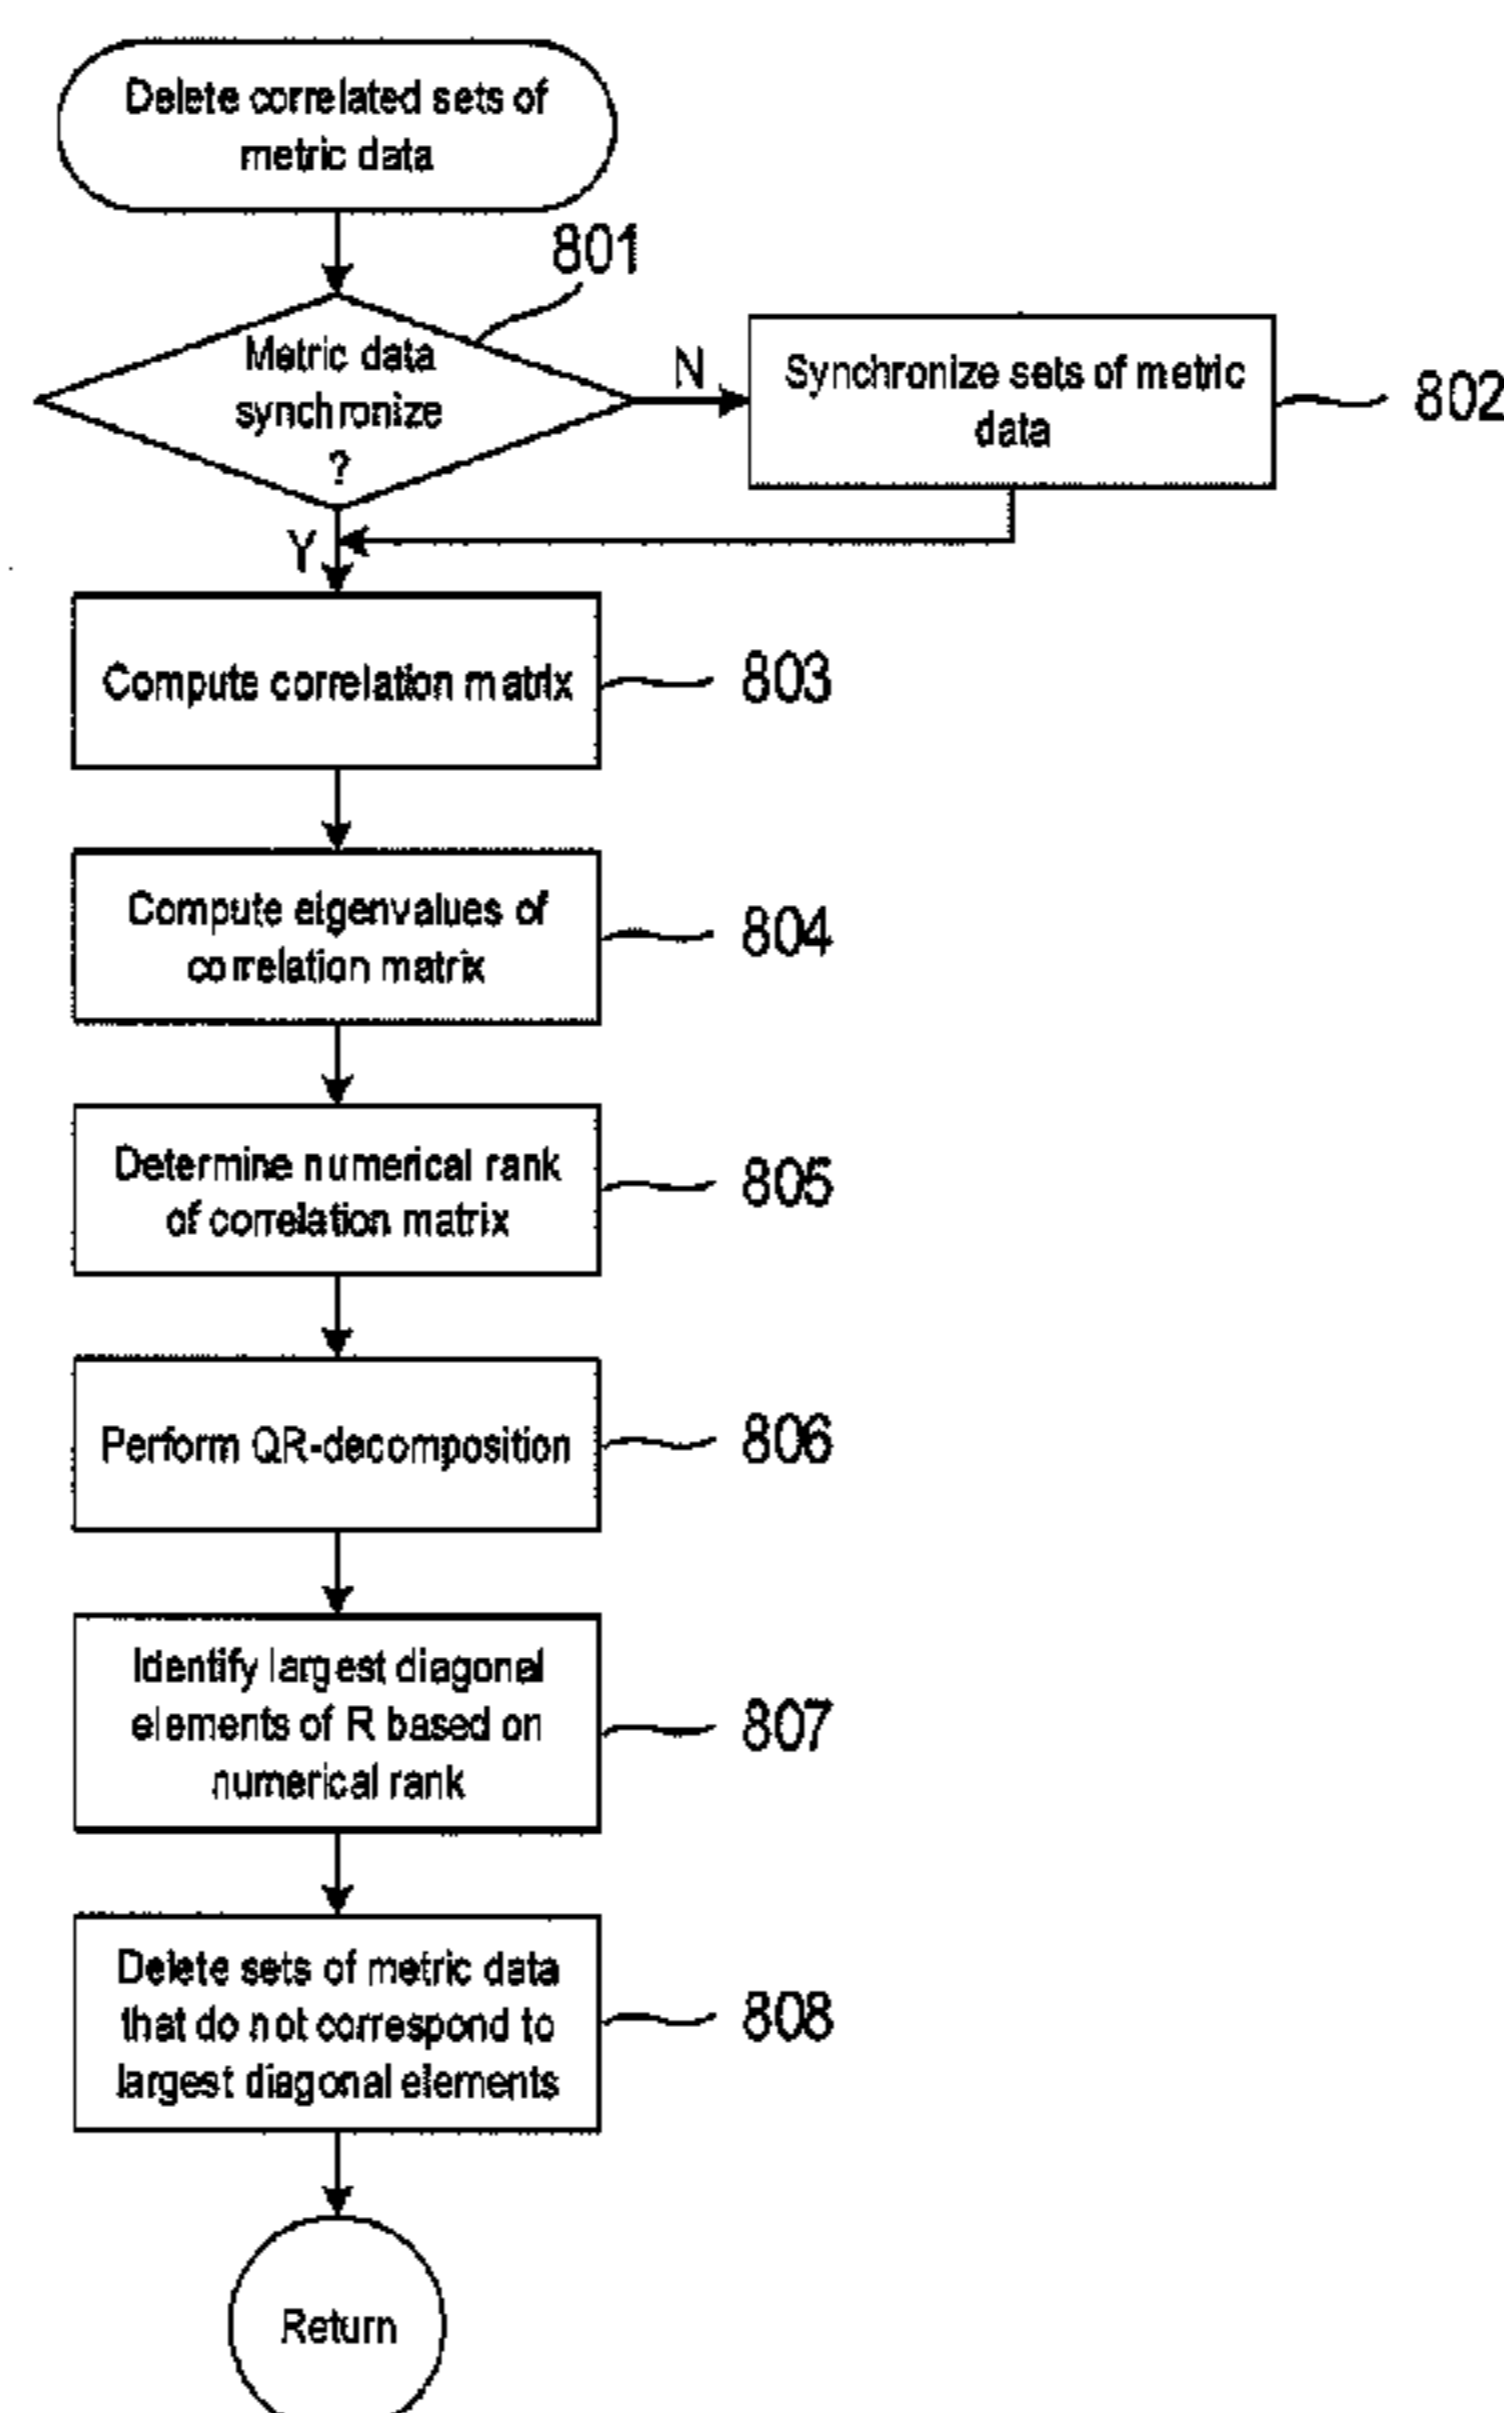 Delete correlated sets of
metric data
801
Metric data
synchronize
?
N
Synchronize sets of metric
data
802
Y
Compute correlation matrix
803
Compute eigenvalues of
correlation matrix
804
Determine numerical rank
of correlation matrix
805
Perform QR-decomposition
806
Identify largest diagonal
elements of R based on
numerical rank
807
Delete sets of metric data
that do not correspond to
largest diagonal elements
808
Return